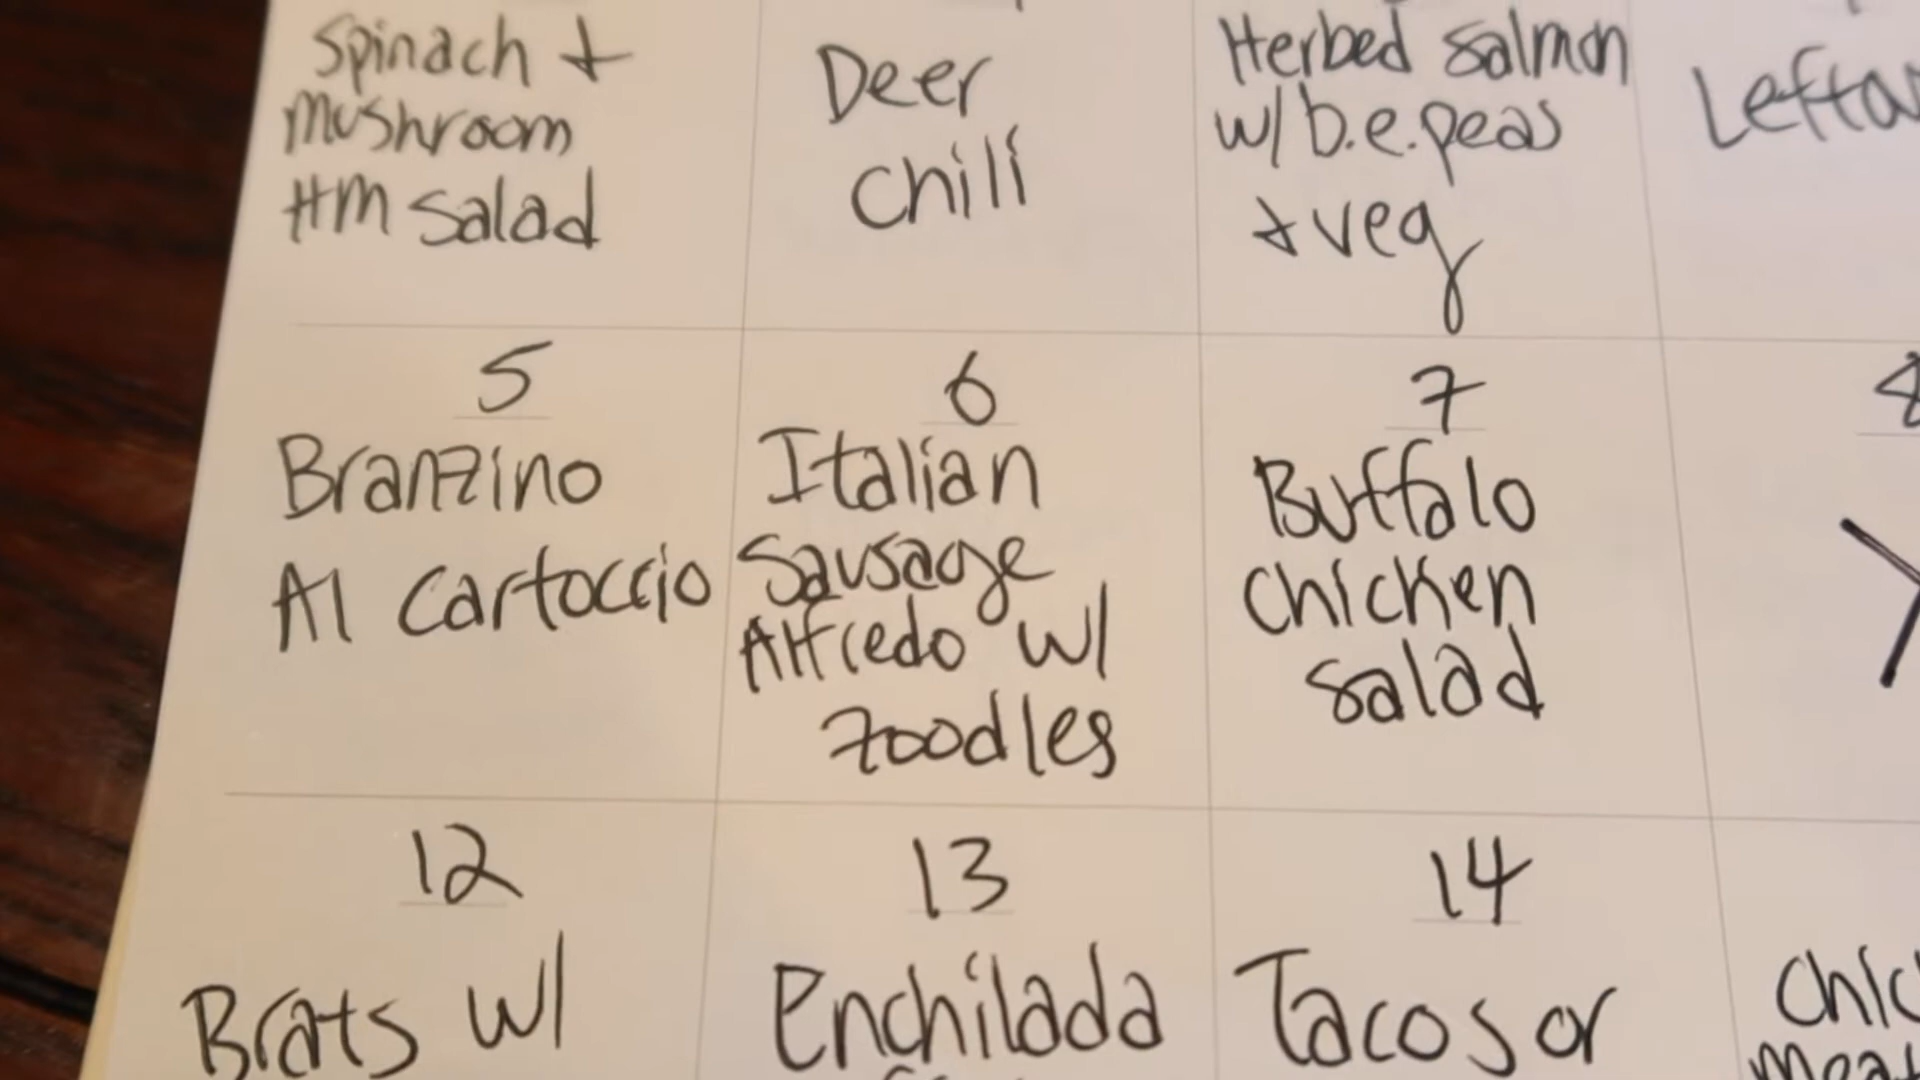 Spinach +
Mushroom
HM Salad
Deer
Chili
Herbed Salmon
w/ b.e. peas
+ veg
5
Branzino
Al Cartoccio
6
Italian
Sausage
Alfredo w/
Zoodles
7
Buffalo
Chicken
Salad
12
Brats w/
13
Enchilada
14
Tacos or